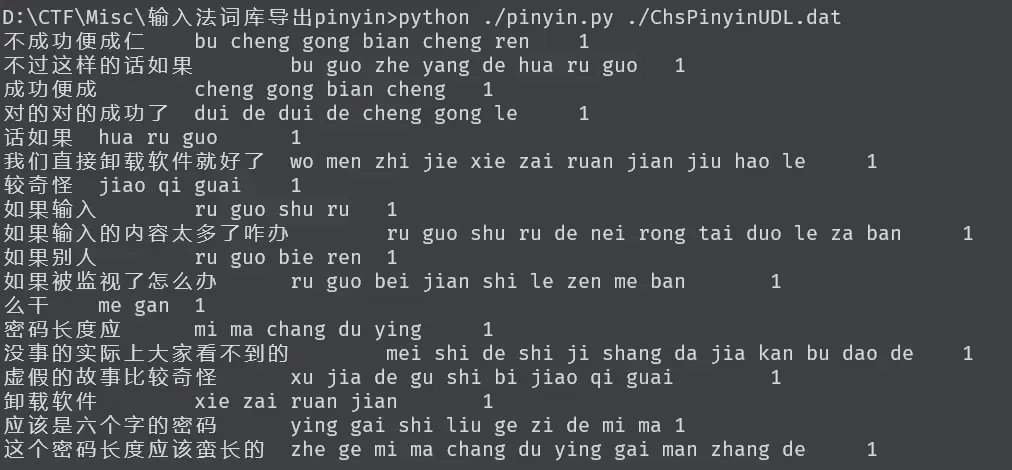 D:\CTF\Misc\输入法词库导出pinyin>python ./pinyin.py ./ChsPinyinUDL.dat
不成功便成仁 bu cheng gong bian cheng ren 1
不过这样的话如果 bu guo zhe yang de hua ru guo 1
成功便成 cheng gong bian cheng 1
对的对的成功了 dui de dui de cheng gong le 1
话如果 hua ru guo 1
我们直接卸载软件就好了 wo men zhi jie xie zai ruan jian jiu hao le 1
较奇怪 jiao qi guai 1
如果输入 ru guo shu ru 1
如果输入的内容太多了咋办 ru guo shu ru de nei rong tai duo le za ban 1
如果别人 ru guo bie ren 1
如果被监视了怎么办 ru guo bei jian shi le zen me ban 1
么干 me gan 1
密码长度应 mi ma chang du ying 1
没事的实际上大家看不到的 mei shi de shi ji shang da jia kan bu dao de 1
虚假的故事比较奇怪 xu jia de gu shi bi jiao qi guai 1
卸载软件 xie zai ruan jian 1
应该是六个字的密码 ying gai shi liu ge zi de mi ma 1
这个密码长度应该蛮长的 zhe ge mi ma chang du ying gai man zhang de 1